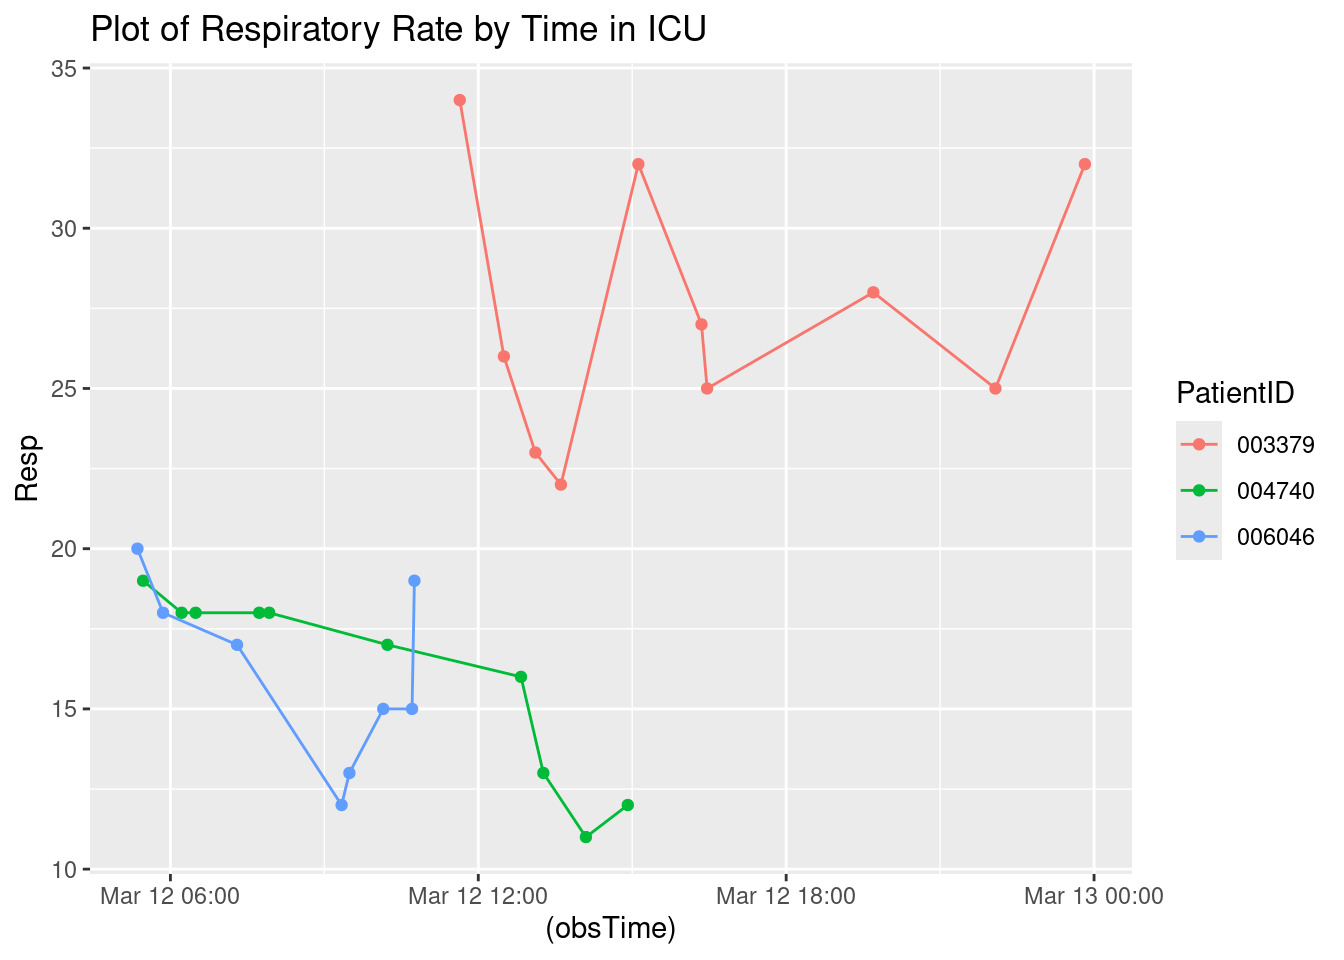 Plot of Respiratory Rate by Time in ICU
35
30
25
20
15
10
Resp
Mar 12 06:00
Mar 12 12:00
Mar 12 18:00
Mar 13 00:00
(obsTime)
PatientID
003379
004740
006046